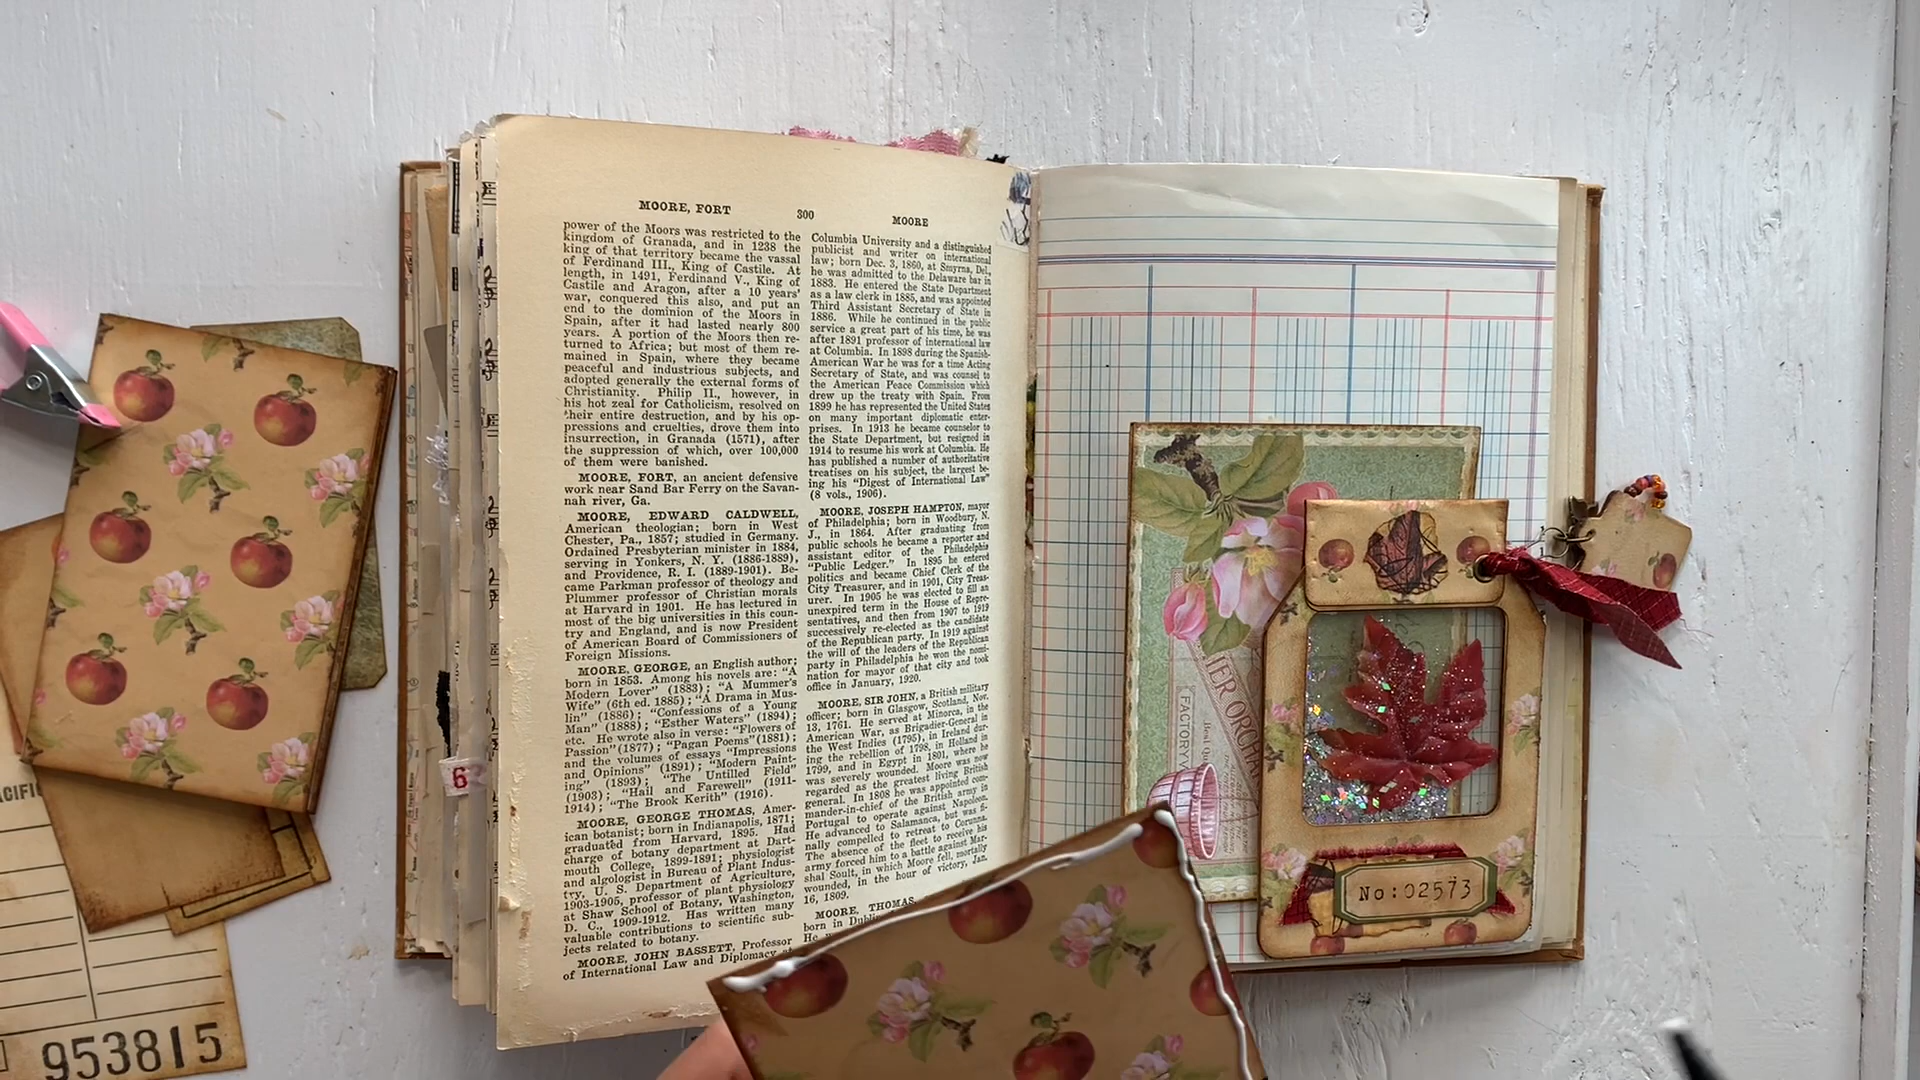 MOORE, FORT
300
MOORE
power of the Moors was restricted to the
kingdom of Granada, and in 1238 the
king of that territory became the vassal
of Ferdinand III., King of Castile. At
length, in 1491, Ferdinand V., King of
Castile and Aragon, after a 10 years'
war, conquered this also, and put an
end to the dominion of the Moors in
Spain, after it had lasted nearly 800
years. A portion of the Moors then re-
turned to Africa; but most of them re-
mained in Spain, where they became
peaceful and industrious subjects, and
adopted generally the external forms of
Christianity. Philip II., however, in
his hot zeal for Catholicism, resolved on
their entire destruction, and by his op-
pressions and cruelties, drove them into
insurrection, in Granada (1571), after
the suppression of which, over 100,000
of them were banished.
MOORE, FORT, an ancient defensive
work near Sand Bar Ferry on the Savan-
nah river, Ga.
MOORE, EDWARD CALDWELL,
American theologian; born in West
Chester, Pa., 1857; studied in Germany.
Ordained Presbyterian minister in 1884,
serving in Yonkers, N. Y. (1886-1889),
and Providence, R. I. (1889-1901). Be-
came Parkman professor of theology and
Plummer professor of Christian morals
at Harvard in 1901. He has lectured in
most of the big universities in this coun-
try and England, and is now President
of American Board of Commissioners of
Foreign Missions.
MOORE, GEORGE, an English author;
born in 1853. Among his novels are: "A
Modern Lover" (1883); "A Mummer's
Wife" (6th ed. 1885); "A Drama in Mus-
lin" (1886); "Confessions of a Young
Man" (1888); "Esther Waters" (1894);
etc. He wrote also in verse: "Flowers of
Passion" (1877); "Pagan Poems" (1881);
and the volumes of essays "Impressions
and Opinions" (1891); "Modern Paint-
ing" (1893); "The Untilled Field"
(1903); "Hail and Farewell" (1911-
1914); "The Brook Kerith" (1916).
MOORE, GEORGE THOMAS, Amer-
ican botanist; born in Indianapolis, 1871;
graduated from Harvard, 1895. Had
charge of botany department at Dart-
mouth College, 1899-1891; physiologist
and algologist in Bureau of Plant Indus-
try, U. S. Department of Agriculture,
1903-1905, professor of plant physiology
at Shaw School of Botany, Washington,
D. C., 1909-1912. Has written many
valuable contributions to scientific sub-
jects related to botany.
MOORE, JOHN BASSETT, Professor
of International Law and Diplomacy at
Columbia University and a distinguished
publicist and writer on international
law; born Dec. 3, 1860, at Smyrna, Del.,
he was admitted to the Delaware bar in
1883. He entered the State Department
as a law clerk in 1885, and was appointed
Third Assistant Secretary of State in
1886. While he continued in the public
service a great part of his time, he was
after 1891 professor of international law
at Columbia. In 1898 during the Spanish-
American War he was for a time Acting
Secretary of State, and was counsel to
the American Peace Commission which
drew up the treaty with Spain. From
1899 he has represented the United States
on many important diplomatic enter-
prises. In 1913 he became counselor to
the State Department, but resigned in
1914 to resume his work at Columbia. He
has published a number of authoritative
treatises on his subject, the largest be-
ing his "Digest of International Law"
(8 vols., 1906).
MOORE, JOSEPH HAMPTON, mayor
of Philadelphia; born in Woodbury, N.
J., in 1864. After graduating from
public schools he became a reporter and
assistant editor of the Philadelphia
"Public Ledger." In 1895 he entered
politics and became Chief Clerk of the
City Treasurer, and in 1901, City Treas-
urer. In 1905 he was elected to fill an
unexpired term in the House of Repre-
sentatives, and then from 1907 to 1919
successively re-elected as the candidate
of the Republican party. In 1919 against
the will of the leaders of the Republican
party in Philadelphia he won the nomi-
nation for mayor of that city and took
office in January, 1920.
MOORE, SIR JOHN, a British military
officer; born in Glasgow, Scotland, Nov.
13, 1761. He served at Minorca, in the
American War, as Brigadier-General in
the West Indies (1795), in Ireland dur-
ing the rebellion of 1798, in Holland in
1799, and in Egypt in 1801, where he
was severely wounded. Moore was now
regarded as the greatest living British
general. In 1808 he was appointed com-
mander-in-chief of the British army in
Portugal to operate against Napoleon.
He advanced to Salamanca, but was fi-
nally compelled to retreat to Corunna.
The absence of the fleet to receive his
army forced him to a battle against Mar-
shal Soult, in which Moore fell, mortally
wounded, in the hour of victory, Jan.
16, 1809.
MOORE, THOMAS,
born in Dublin
He w
6
953815
FACTORY
No:02573